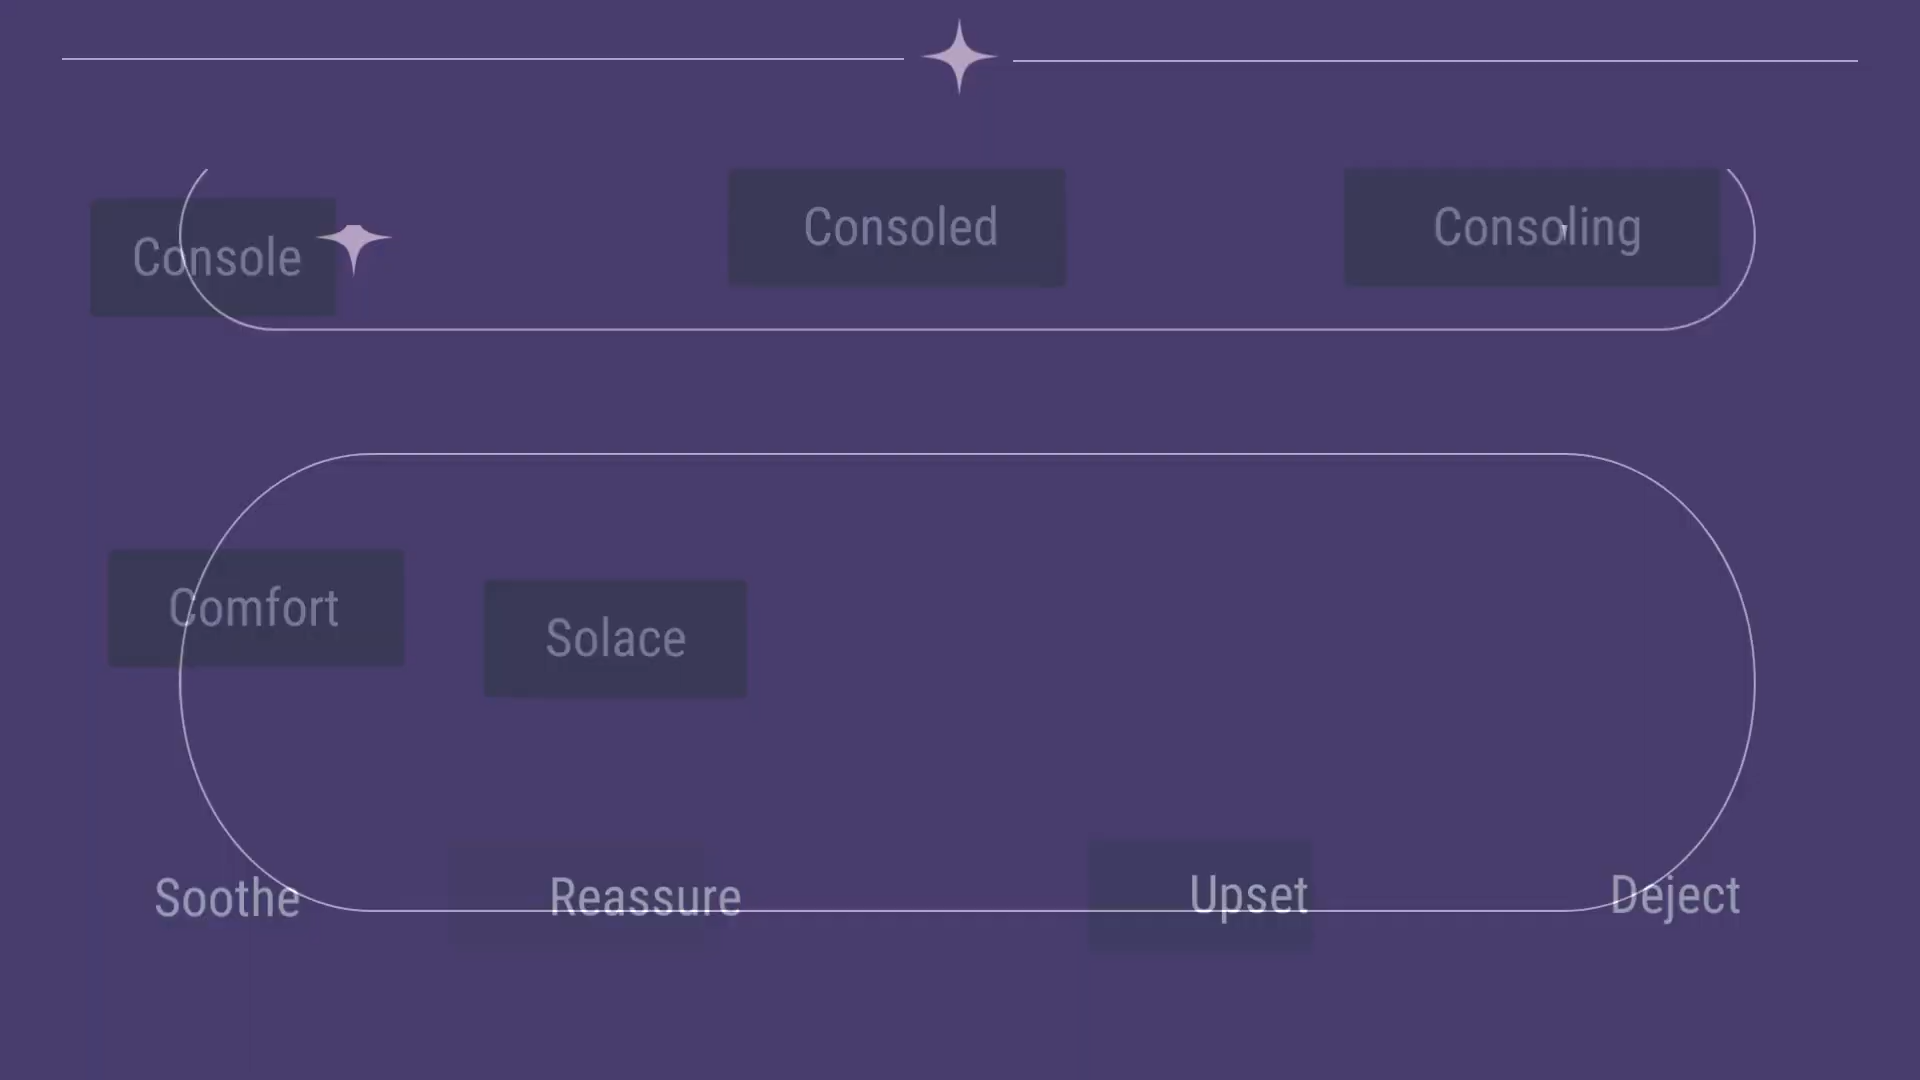 Console
Consoled
Consoling
Comfort
Solace
Soothe
Reassure
Upset
Deject